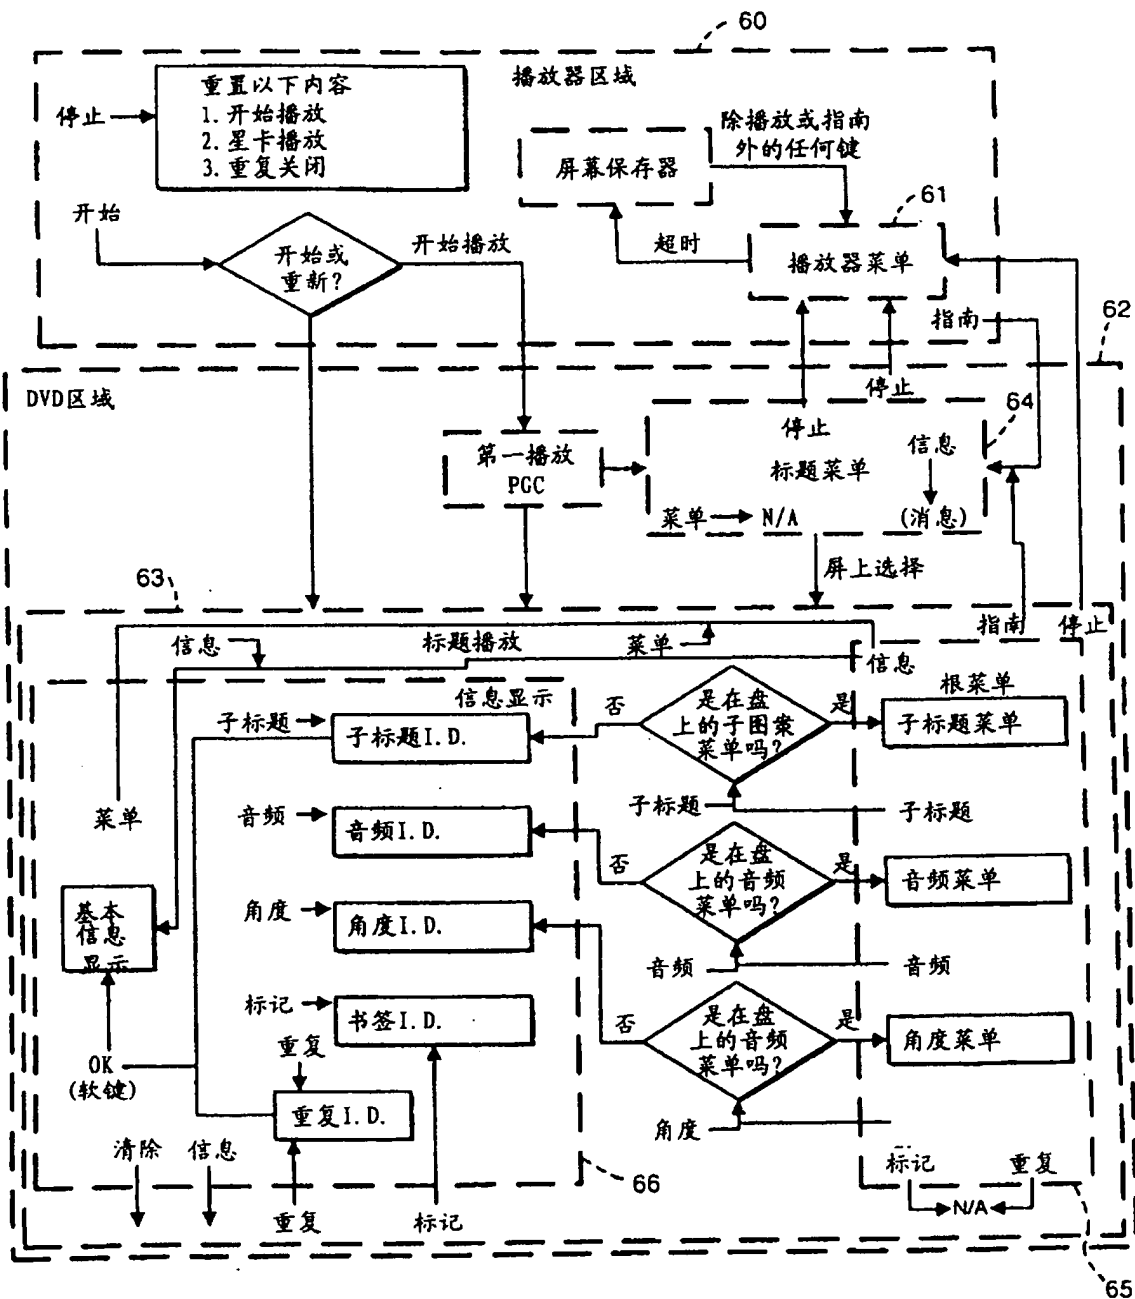 60
播放器区域
重置以下内容
1. 开始播放
2. 星卡播放
3. 重复关闭
停止
除播放或指南
外的任何键
屏幕保存器
61
开始
开始或
重新?
开始播放
超时
播放器菜单
指南
62
DVD区域
停止
64
停止
第一播放
PGC
标题菜单
信息
菜单
N/A
(消息)
屏上选择
63
指南
停止
信息
标题播放
菜单
信息
信息显示
子标题
子标题I.D.
否
是在盘
上的子图案
菜单吗?
是
根菜单
子标题菜单
子标题
子标题
菜单
音频
音频I.D.
否
是在盘
上的音频
菜单吗?
是
音频菜单
音频
音频
基本
信息
显示
角度
角度I.D.
标记
书签I.D.
否
是在盘
上的音频
菜单吗?
是
角度菜单
角度
OK
(软键)
重复
重复I.D.
清除
信息
重复
标记
66
标记
重复
N/A
65